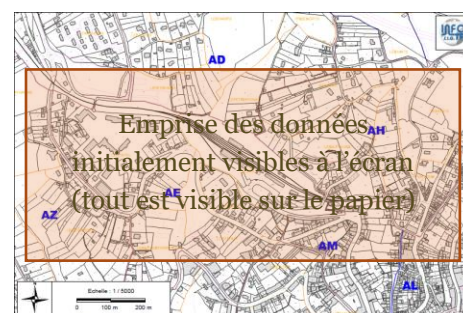 INFO
AD
Emprise des données
AH
initialement visibles à l'écran
(tout est visible sur le papier)
AE
AZ
AM
AL
Echelle : 1 / 5000
0 100 m 200 m